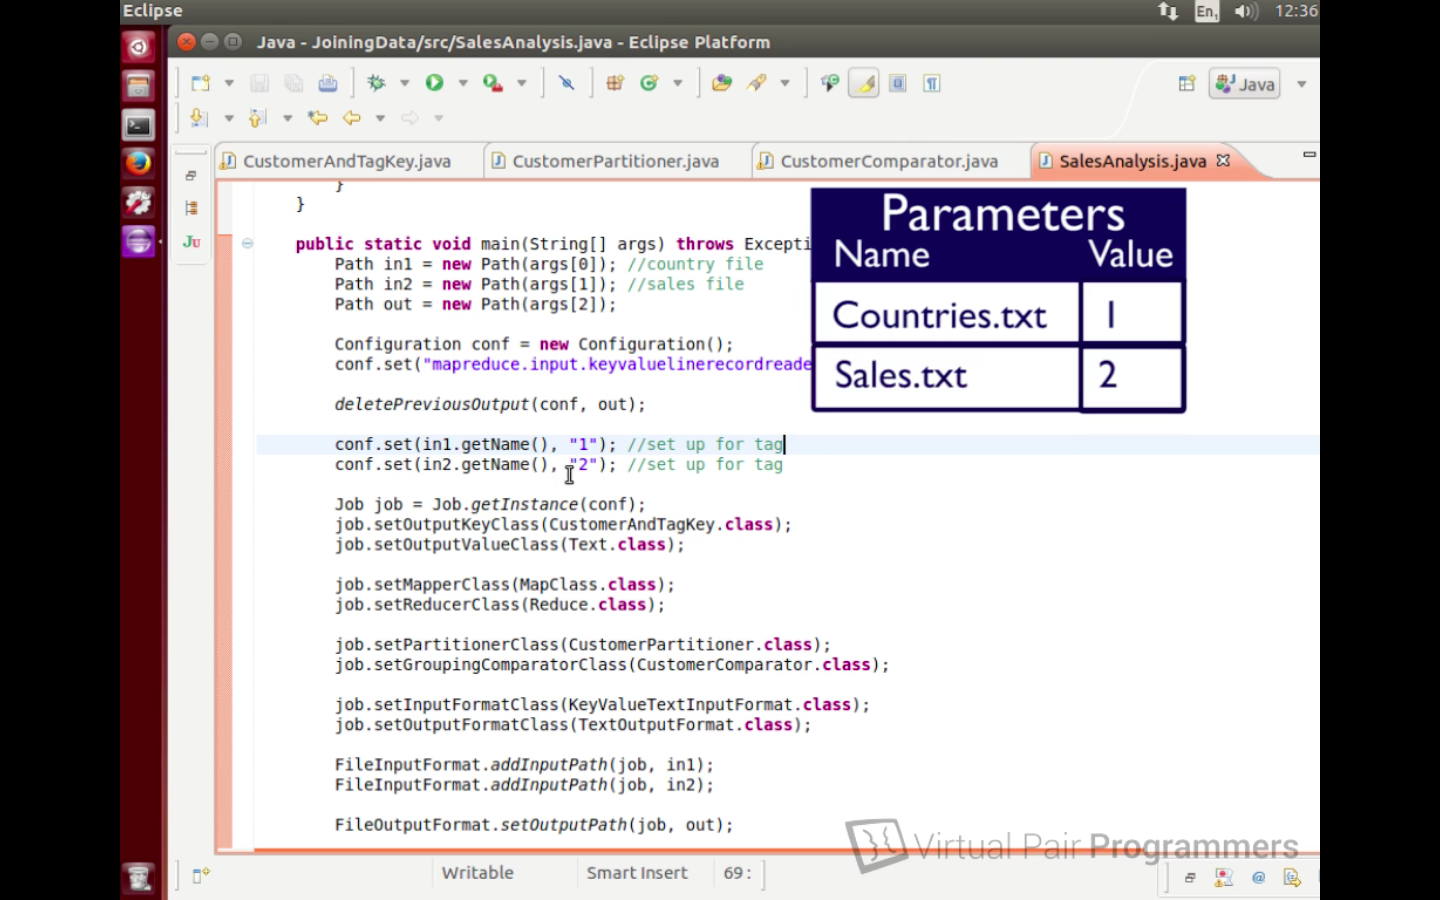 Eclipse
En1
12:36
Java - JoiningData/src/SalesAnalysis.java - Eclipse Platform
Java
CustomerAndTagKey.java
CustomerPartitioner.java
CustomerComparator.java
SalesAnalysis.java
}
}
public static void main(String[] args) throws Excepti
Path in1 = new Path(args[0]); //country file
Path in2 = new Path(args[1]); //sales file
Path out = new Path(args[2]);
Configuration conf = new Configuration();
conf.set("mapreduce.input.keyvaluelinerecordreade
deletePreviousOutput(conf, out);
conf.set(in1.getName(), "1"); //set up for tag
conf.set(in2.getName(), "2"); //set up for tag
Job job = Job.getInstance(conf);
job.setOutputKeyClass(CustomerAndTagKey.class);
job.setOutputValueClass(Text.class);
job.setMapperClass(MapClass.class);
job.setReducerClass(Reduce.class);
job.setPartitionerClass(CustomerPartitioner.class);
job.setGroupingComparatorClass(CustomerComparator.class);
job.setInputFormatClass(KeyValueTextInputFormat.class);
job.setOutputFormatClass(TextOutputFormat.class);
FileInputFormat.addInputPath(job, in1);
FileInputFormat.addInputPath(job, in2);
FileOutputFormat.setOutputPath(job, out);
Parameters
Name Value
Countries.txt 1
Sales.txt 2
Virtual Pair Programmers
Ju
Writable
Smart Insert
69 :